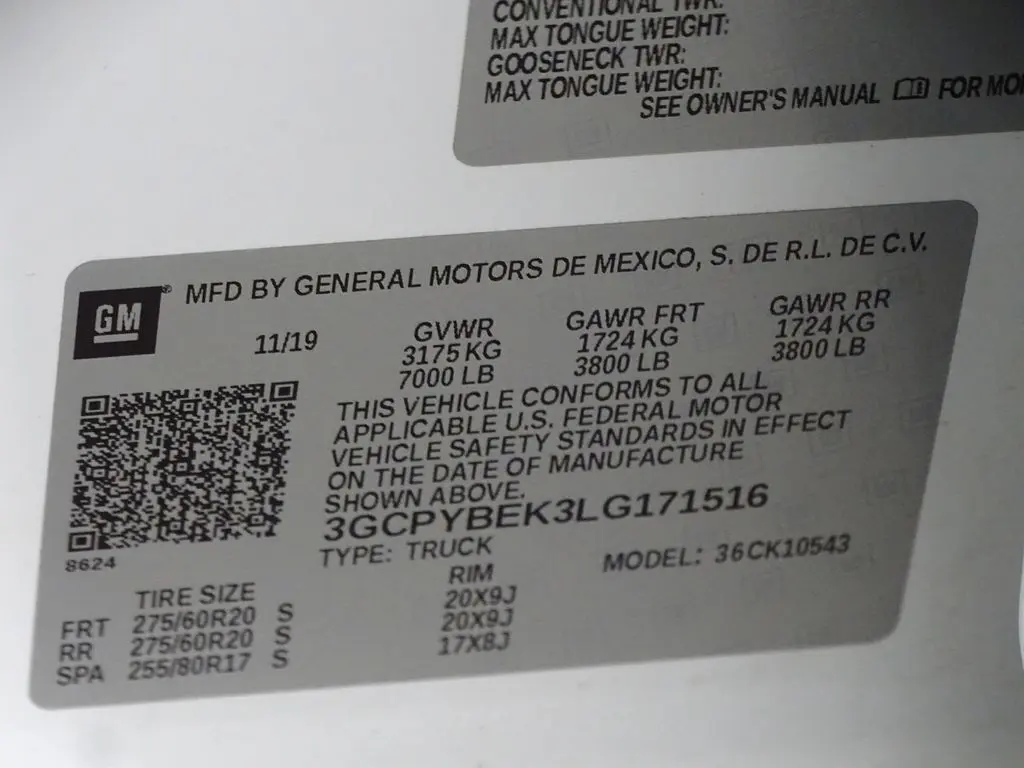 CONVENTIONAL TWR:
MAX TONGUE WEIGHT:
GOOSENECK TWR:
MAX TONGUE WEIGHT:
SEE OWNER'S MANUAL FOR
GM ® MFD BY GENERAL MOTORS DE MEXICO, S. DE R.L. DE C.V.
11/19
GVWR
3175 KG
7000 LB
GAWR FRT
1724 KG
3800 LB
GAWR RR
1724 KG
3800 LB
THIS VEHICLE CONFORMS TO ALL
APPLICABLE U.S. FEDERAL MOTOR
VEHICLE SAFETY STANDARDS IN EFFECT
ON THE DATE OF MANUFACTURE
SHOWN ABOVE.
3GCPYBEK3LG171516
TYPE: TRUCK MODEL: 36CK10543
8624
TIRE SIZE RIM
FRT 275/60R20 S 20X9J
RR 275/60R20 S 20X9J
SPA 255/80R17 S 17X8J